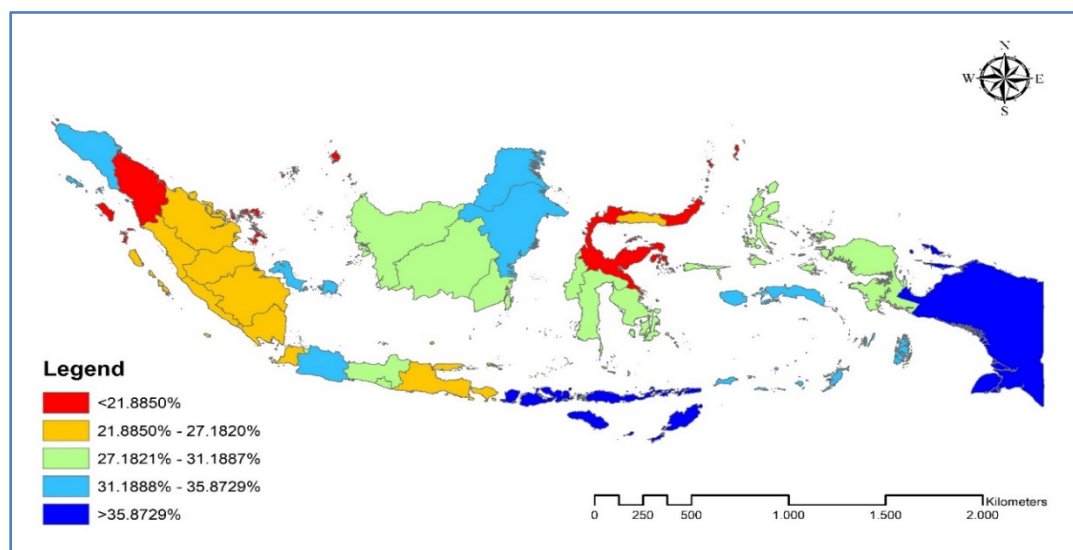 N
W E
S
Legend
<21.8850%
21.8850% - 27.1820%
27.1821% - 31.1887%
31.1888% - 35.8729%
>35.8729%
Kilometers
0 250 500 1.000 1.500 2.000